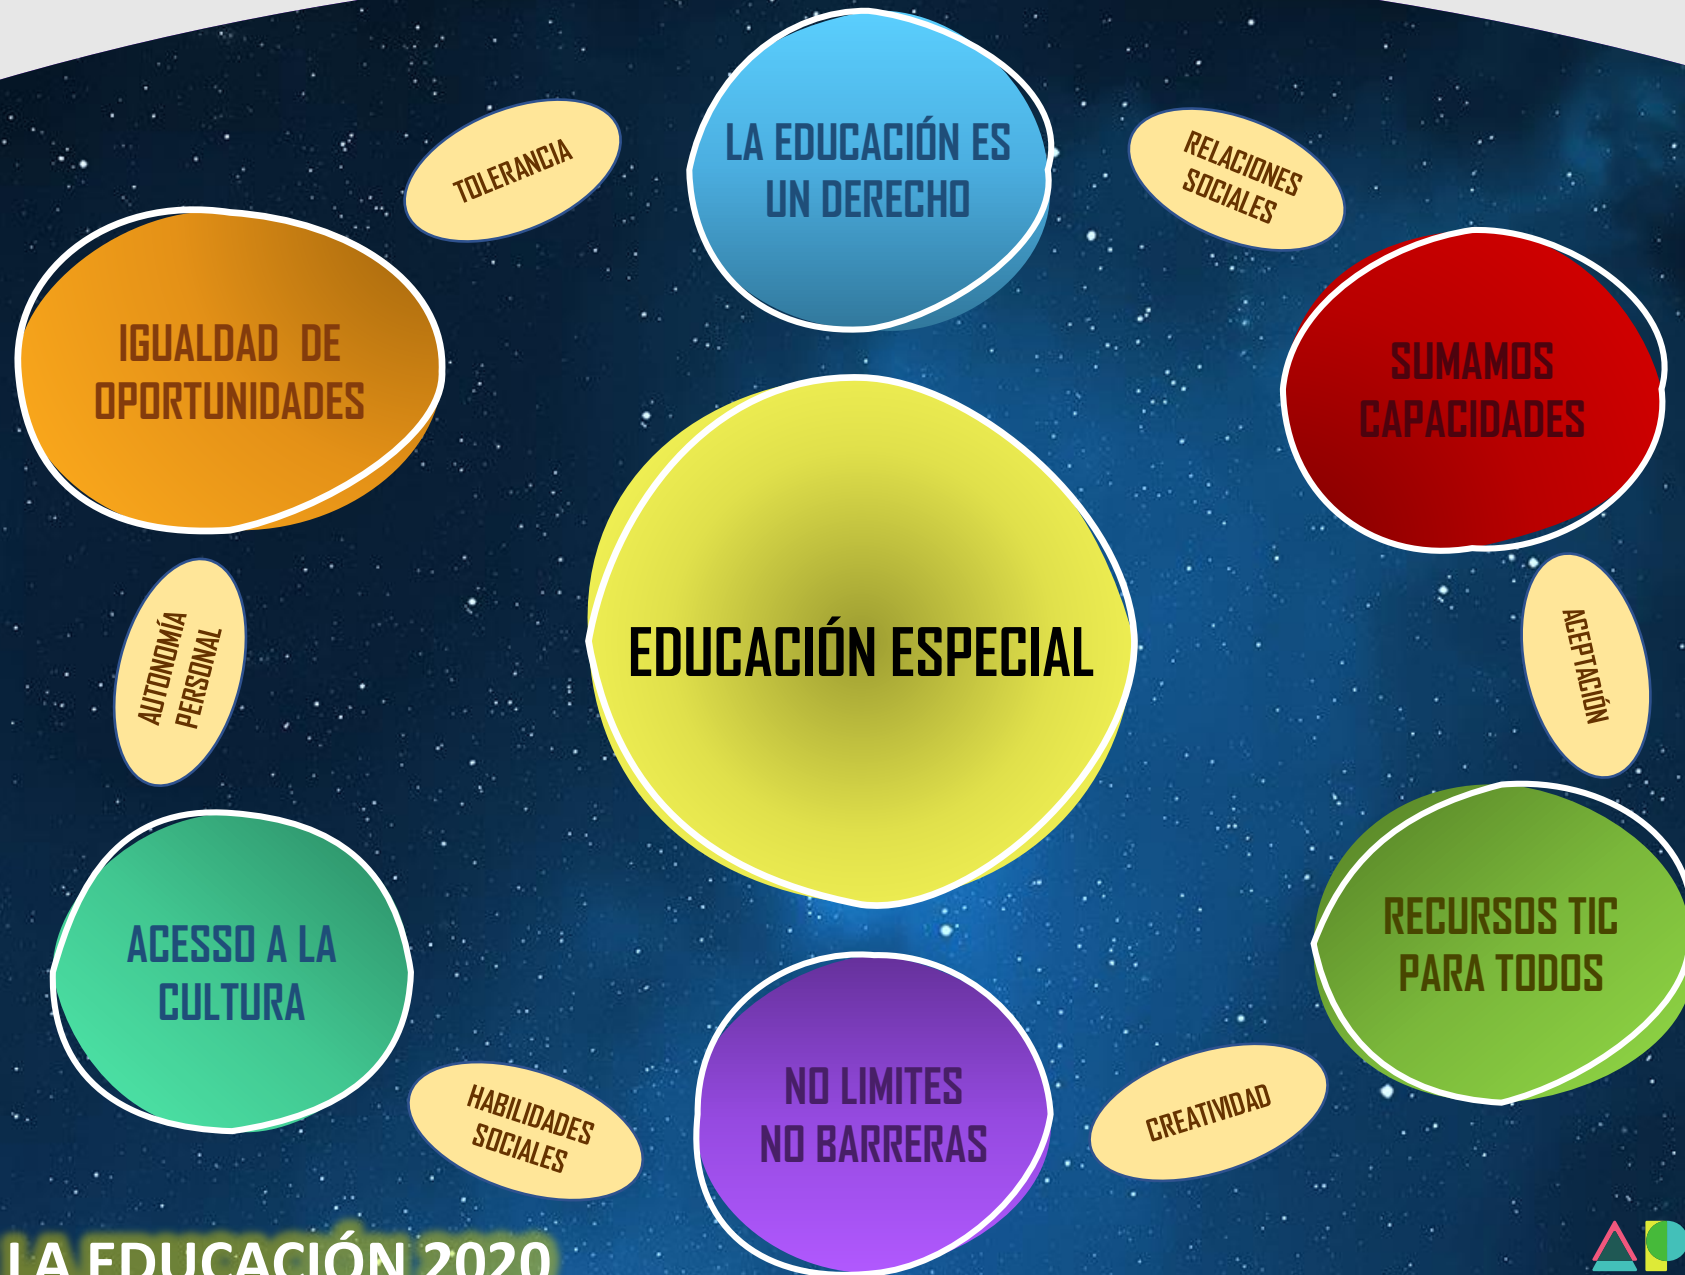 TOLERANCIA
LA EDUCACIÓN ES
UN DERECHO
RELACIONES
SOCIALES
IGUALDAD DE
OPORTUNIDADES
SUMAMOS
CAPACIDADES
EDUCACIÓN ESPECIAL
AUTONOMÍA
PERSONAL
ACEPTACIÓN
ACESSO A LA
CULTURA
RECURSOS TIC
PARA TODOS
HABILIDADES
SOCIALES
NO LIMITES
NO BARRERAS
CREATIVIDAD
LA EDUCACIÓN 2020